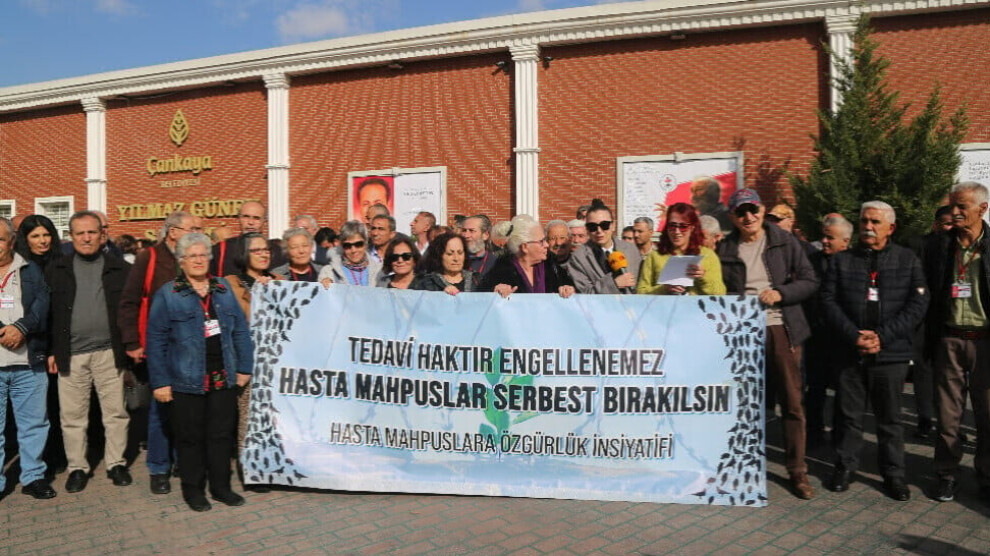 Çankaya
BELEDİYESİ
YILMAZ GÜNEY
TEDAVİ HAKTIR ENGELLENEMEZ
HASTA MAHPUSLAR SERBEST BIRAKILSIN
HASTA MAHPUSLARA ÖZGÜRLÜK İNSİYATİFİ